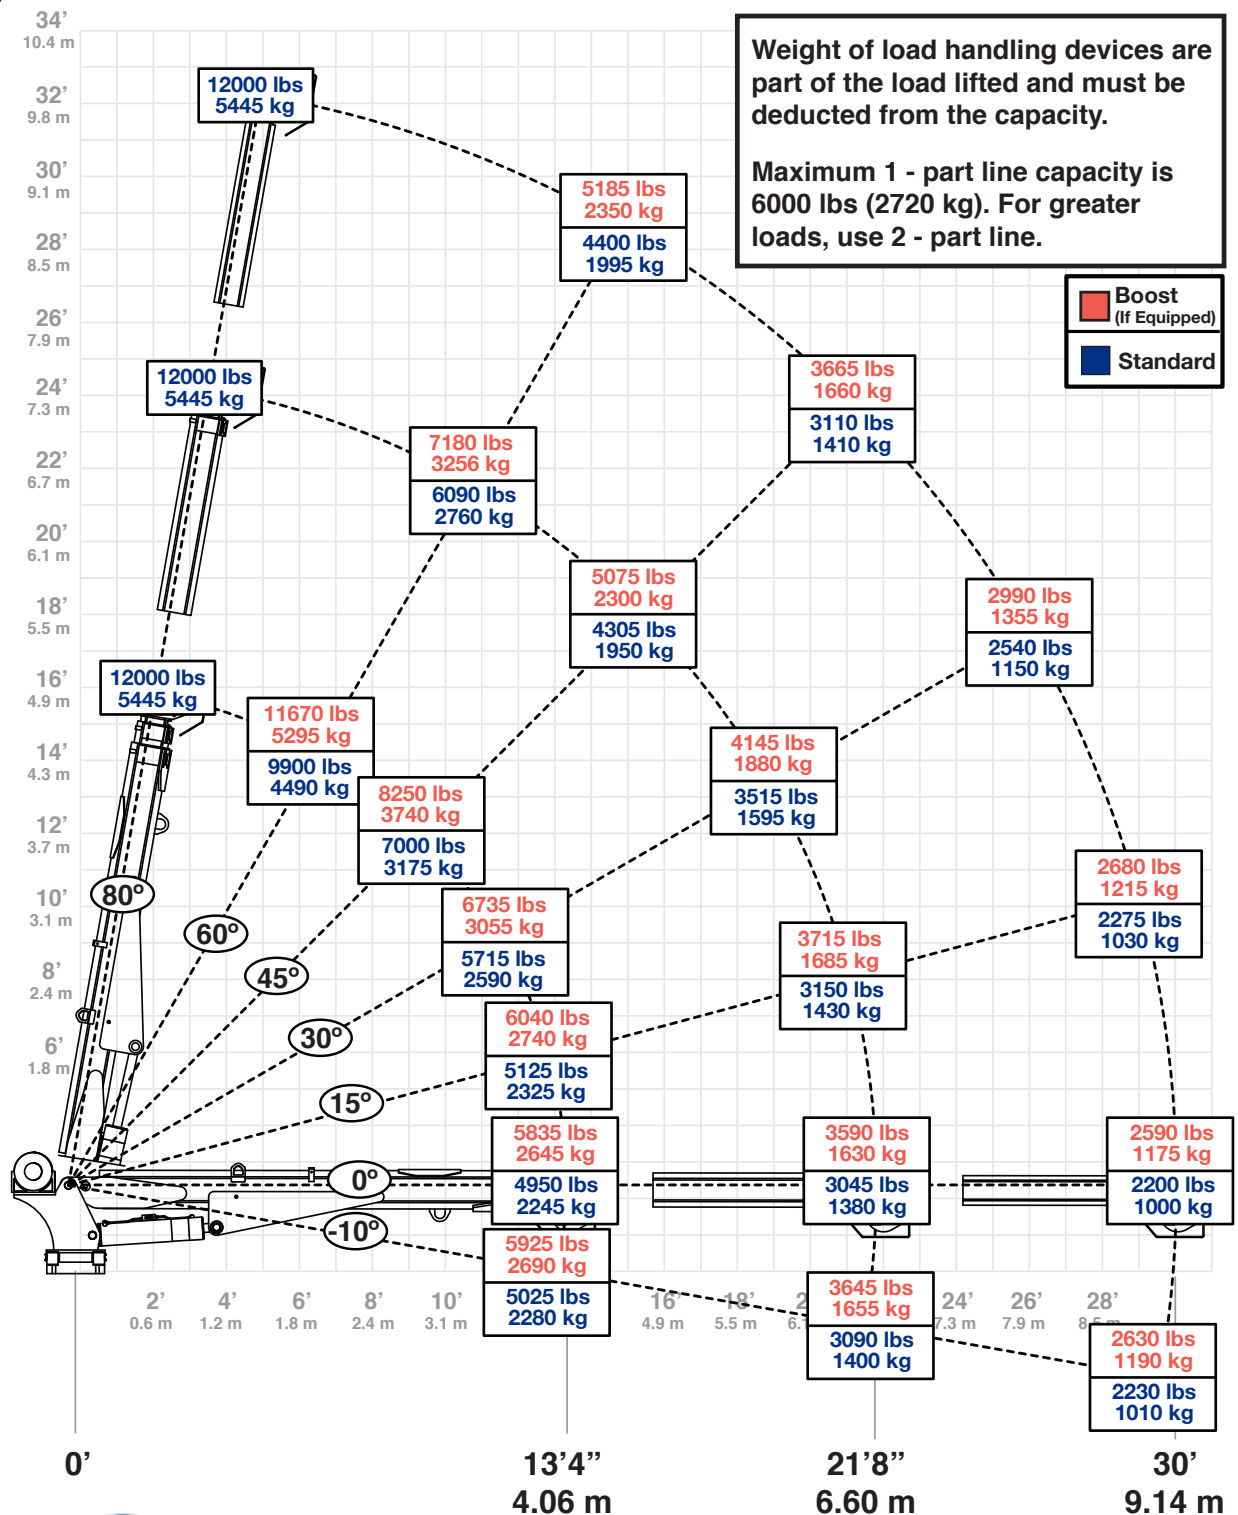 34’
10.4 m
32’
9.8 m
30’
9.1 m
28’
8.5 m
26’
7.9 m
24’
7.3 m
22’
6.7 m
20’
6.1 m
18’
5.5 m
16’
4.9 m
14’
4.3 m
12’
3.7 m
10’
3.1 m
8’
2.4 m
6’
1.8 m
Weight of load handling devices are
part of the load lifted and must be
deducted from the capacity.
Maximum 1 - part line capacity is
6000 lbs (2720 kg). For greater
loads, use 2 - part line.
Boost
(If Equipped)
Standard
12000 lbs
5445 kg
5185 lbs
2350 kg
4400 lbs
1995 kg
3665 lbs
1660 kg
3110 lbs
1410 kg
12000 lbs
5445 kg
7180 lbs
3256 kg
6090 lbs
2760 kg
5075 lbs
2300 kg
4305 lbs
1950 kg
2990 lbs
1355 kg
2540 lbs
1150 kg
12000 lbs
5445 kg
11670 lbs
5295 kg
9900 lbs
4490 kg
8250 lbs
3740 kg
7000 lbs
3175 kg
4145 lbs
1880 kg
3515 lbs
1595 kg
6735 lbs
3055 kg
5715 lbs
2590 kg
2680 lbs
1215 kg
2275 lbs
1030 kg
3715 lbs
1685 kg
3150 lbs
1430 kg
6040 lbs
2740 kg
5125 lbs
2325 kg
80º
60º
45º
30º
15º
0º
-10º
5835 lbs
2645 kg
4950 lbs
2245 kg
3590 lbs
1630 kg
3045 lbs
1380 kg
2590 lbs
1175 kg
2200 lbs
1000 kg
5925 lbs
2690 kg
5025 lbs
2280 kg
3645 lbs
1655 kg
3090 lbs
1400 kg
2630 lbs
1190 kg
2230 lbs
1010 kg
2’ 4’ 6’ 8’ 10’ 16’ 18’ 24’ 26’ 28’
0.6 m 1.2 m 1.8 m 2.4 m 3.1 m 4.9 m 5.5 m 7.3 m 7.9 m
0’ 13’4” 21’8” 30’
4.06 m 6.60 m 9.14 m